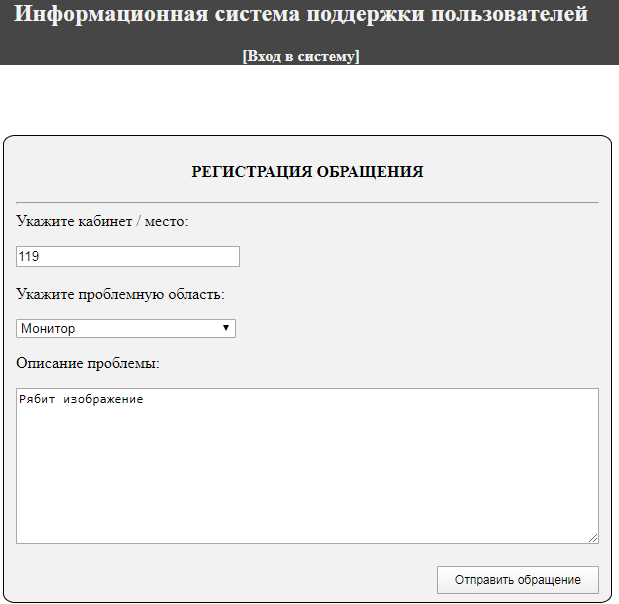 Информационная система поддержки пользователей
[Вход в систему]
РЕГИСТРАЦИЯ ОБРАЩЕНИЯ
Укажите кабинет / место:
119
Укажите проблемную область:
Монитор
Описание проблемы:
Рябит изображение
Отправить обращение